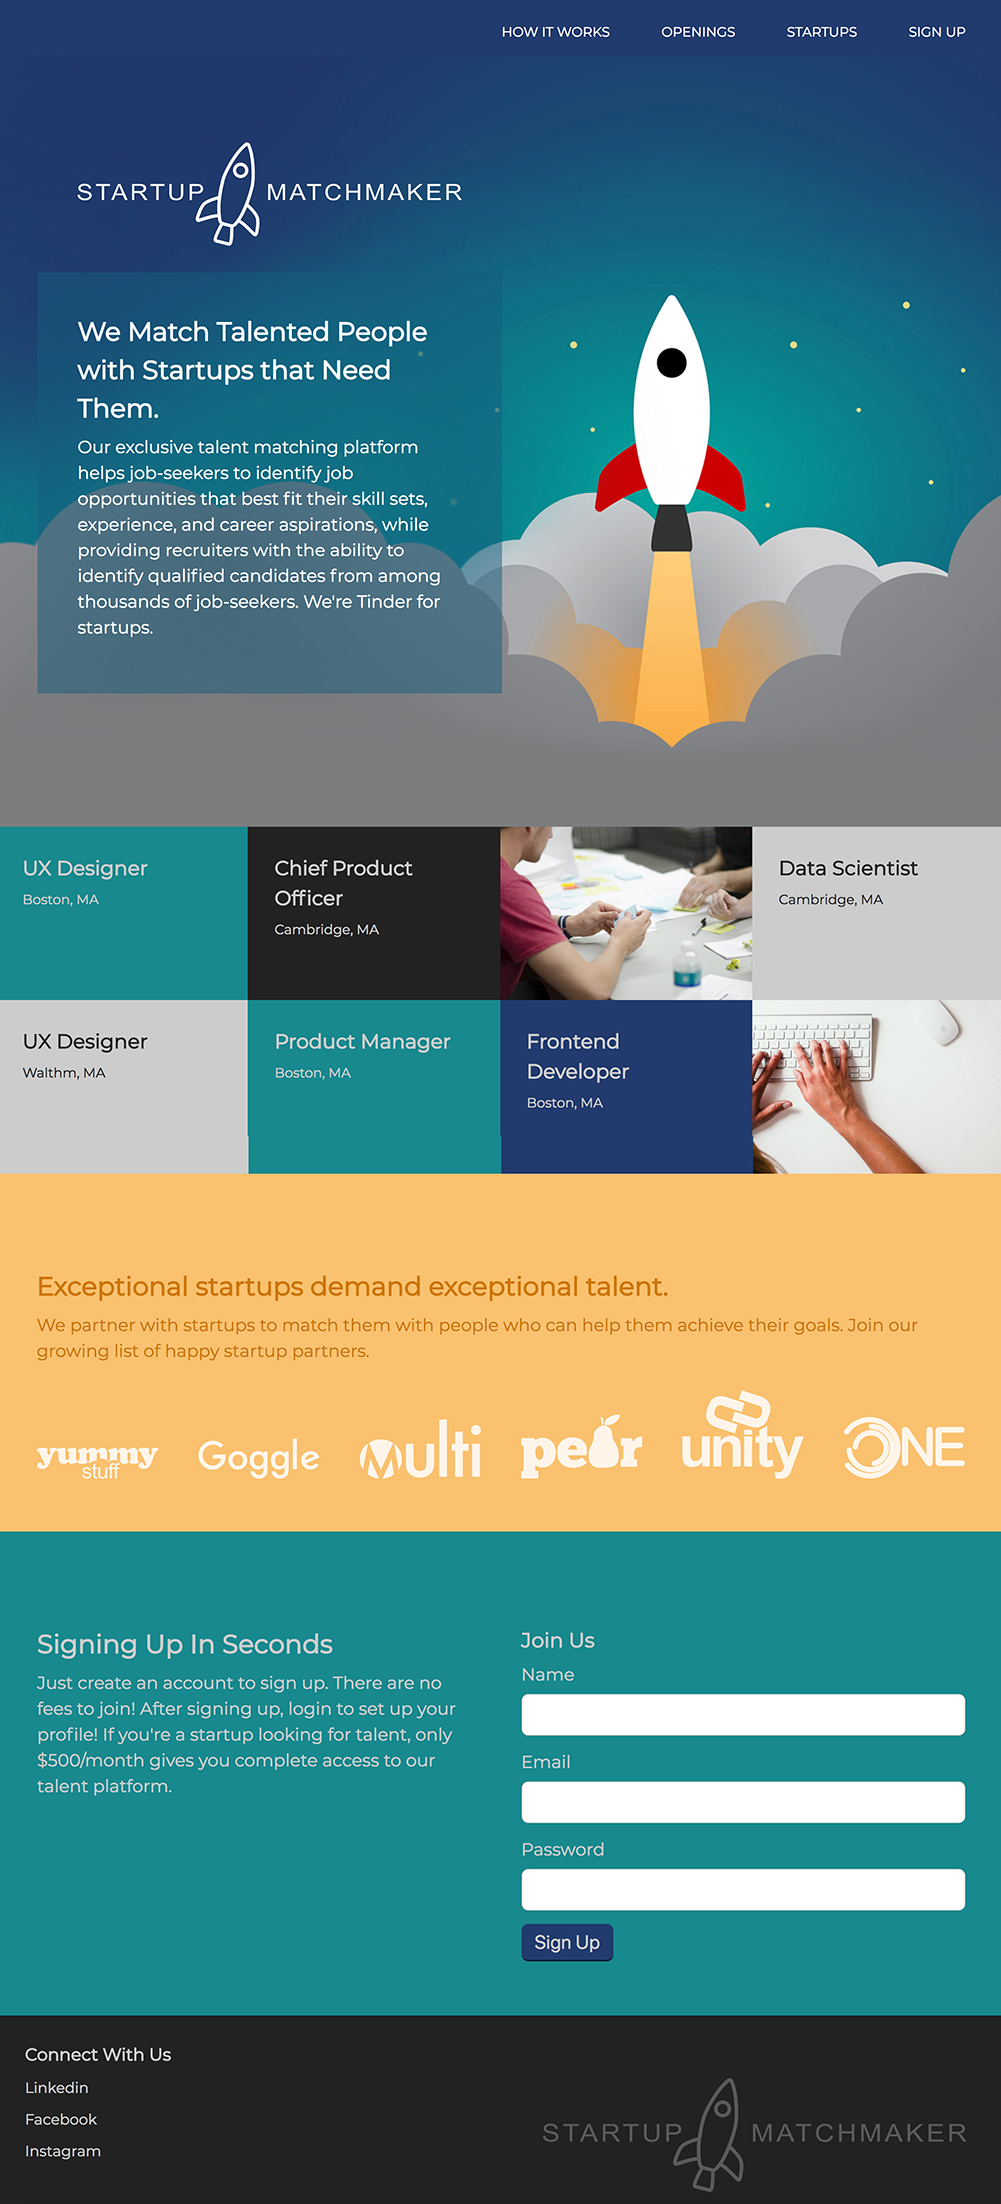 HOW IT WORKS
OPENINGS
STARTUPS
SIGN UP
STARTUP MATCHMAKER
We Match Talented People
with Startups that Need
Them.
Our exclusive talent matching platform
helps job-seekers to identify job
opportunities that best fit their skill sets,
experience, and career aspirations, while
providing recruiters with the ability to
identify qualified candidates from among
thousands of job-seekers. We're Tinder for
startups.
UX Designer
Boston, MA
Chief Product
Officer
Cambridge, MA
Data Scientist
Cambridge, MA
UX Designer
Walthm, MA
Product Manager
Boston, MA
Frontend
Developer
Boston, MA
Exceptional startups demand exceptional talent.
We partner with startups to match them with people who can help them achieve their goals. Join our
growing list of happy startup partners.
yummy
stuff
Goggle
Multi
pear
unity
ONE
Signing Up In Seconds
Just create an account to sign up. There are no
fees to join! After signing up, login to set up your
profile! If you're a startup looking for talent, only
$500/month gives you complete access to our
talent platform.
Join Us
Name
Email
Password
Sign Up
Connect With Us
Linkedin
Facebook
Instagram
STARTUP MATCHMAKER